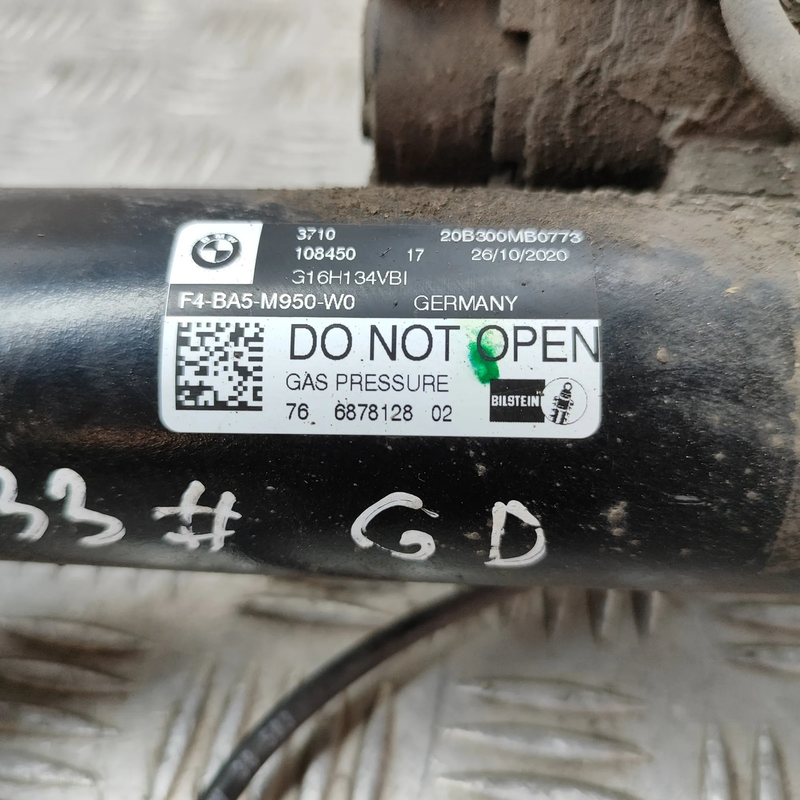 BMW
3710 20B300MB0773
108450 17 26/10/2020
G16H134VBI
F4-BA5-M950-W0 GERMANY
DO NOT OPEN
GAS PRESSURE
76 6878128 02 BILSTEIN
33 # GD